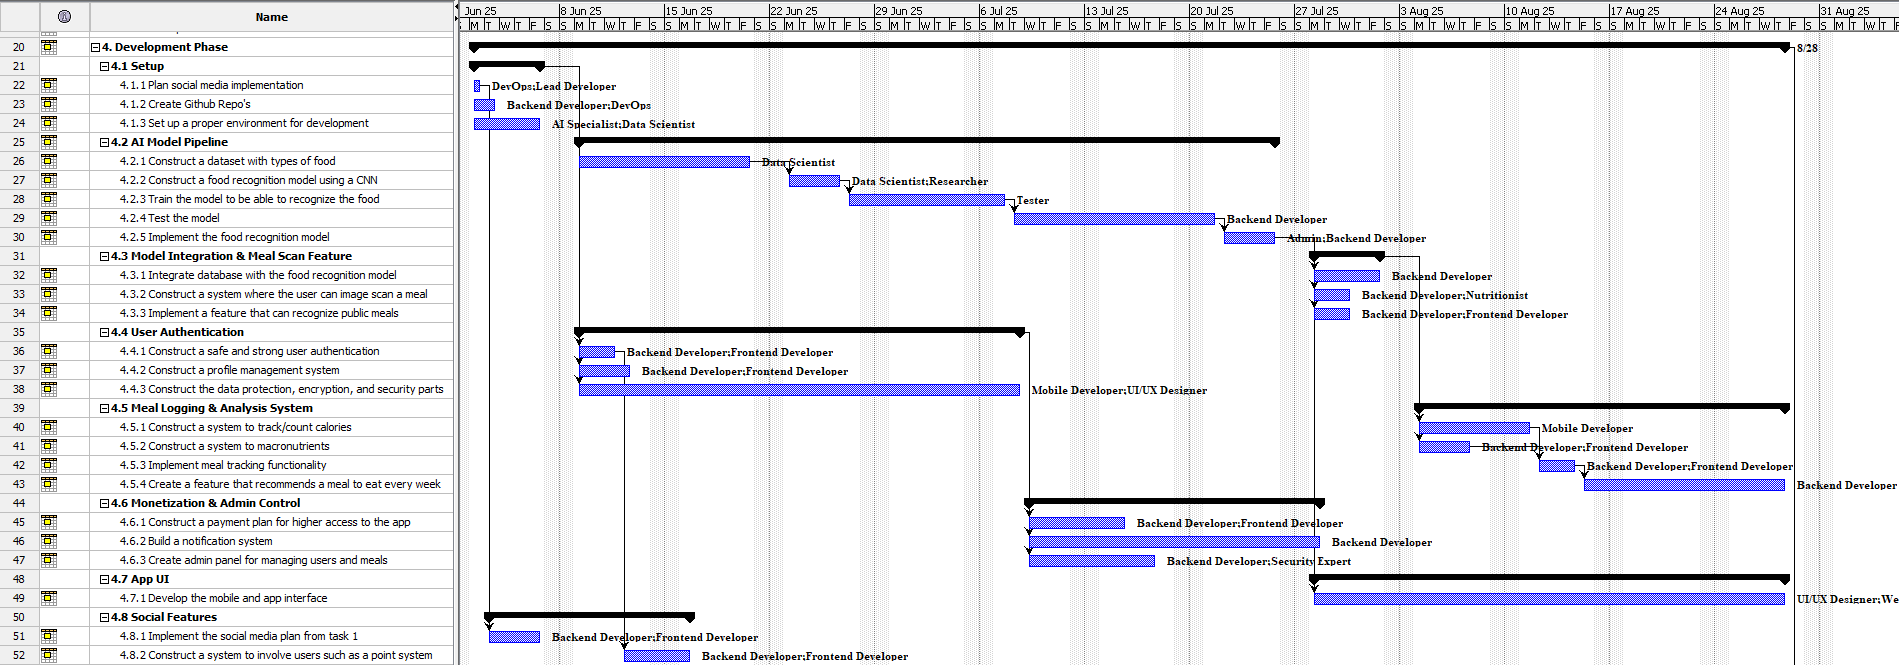 Name
Jun 25 8 Jun 25 15 Jun 25 22 Jun 25 29 Jun 25 6 Jul 25 13 Jul 25 20 Jul 25 27 Jul 25 3 Aug 25 10 Aug 25 17 Aug 25 24 Aug 25 31 Aug 25
M T W T F S S M T W T F S S M T W T F S S M T W T F S S M T W T F S S M T W T F S S M T W T F S S M T W T F S S M T W T F S S M T W T F S S M T W T F S S M T W T F S S M T W T F S S M T W T F
20 4. Development Phase 8/28
21 4.1 Setup
22 4.1.1 Plan social media implementation DevOps;Lead Developer
23 4.1.2 Create Github Repo's Backend Developer;DevOps
24 4.1.3 Set up a proper environment for development AI Specialist;Data Scientist
25 4.2 AI Model Pipeline
26 4.2.1 Construct a dataset with types of food Data Scientist
27 4.2.2 Construct a food recognition model using a CNN Data Scientist;Researcher
28 4.2.3 Train the model to be able to recognize the food Tester
29 4.2.4 Test the model Backend Developer
30 4.2.5 Implement the food recognition model Admin;Backend Developer
31 4.3 Model Integration & Meal Scan Feature
32 4.3.1 Integrate database with the food recognition model Backend Developer
33 4.3.2 Construct a system where the user can image scan a meal Backend Developer;Nutritionist
34 4.3.3 Implement a feature that can recognize public meals Backend Developer;Frontend Developer
35 4.4 User Authentication
36 4.4.1 Construct a safe and strong user authentication Backend Developer;Frontend Developer
37 4.4.2 Construct a profile management system Backend Developer;Frontend Developer
38 4.4.3 Construct the data protection, encryption, and security parts Mobile Developer;UI/UX Designer
39 4.5 Meal Logging & Analysis System
40 4.5.1 Construct a system to track/count calories Mobile Developer
41 4.5.2 Construct a system to macronutrients Backend Developer;Frontend Developer
42 4.5.3 Implement meal tracking functionality Backend Developer;Frontend Developer
43 4.5.4 Create a feature that recommends a meal to eat every week Backend Developer
44 4.6 Monetization & Admin Control
45 4.6.1 Construct a payment plan for higher access to the app Backend Developer;Frontend Developer
46 4.6.2 Build a notification system Backend Developer
47 4.6.3 Create admin panel for managing users and meals Backend Developer;Security Expert
48 4.7 App UI
49 4.7.1 Develop the mobile and app interface UI/UX Designer;We
50 4.8 Social Features
51 4.8.1 Implement the social media plan from task 1 Backend Developer;Frontend Developer
52 4.8.2 Construct a system to involve users such as a point system Backend Developer;Frontend Developer